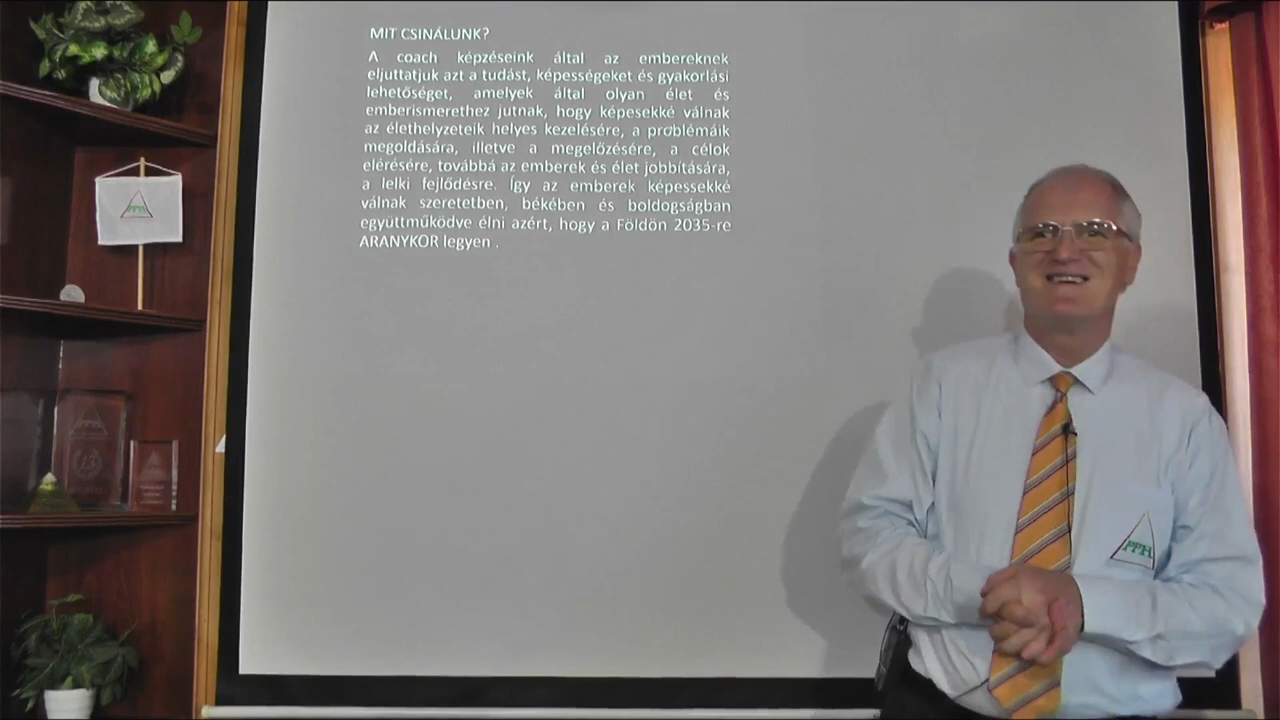 MIT CSINÁLUNK?
A coach képzéseink által az embereknek
eljuttatjuk azt a tudást, képességeket és gyakorlási
lehetőséget, amelyek által olyan élet és
emberismerethez jutnak, hogy képesekké válnak
az élethelyzeteik helyes kezelésére, a problémáik
megoldására, illetve a megelőzésére, a célok
elérésére, továbbá az emberek és élet jobbítására,
a lelki fejlődésre. Így az emberek képessekké
válnak szeretetben, békében és boldogságban
együttműködve élni azért, hogy a Földön 2035-re
ARANYKOR legyen .
PPH
13
PPH